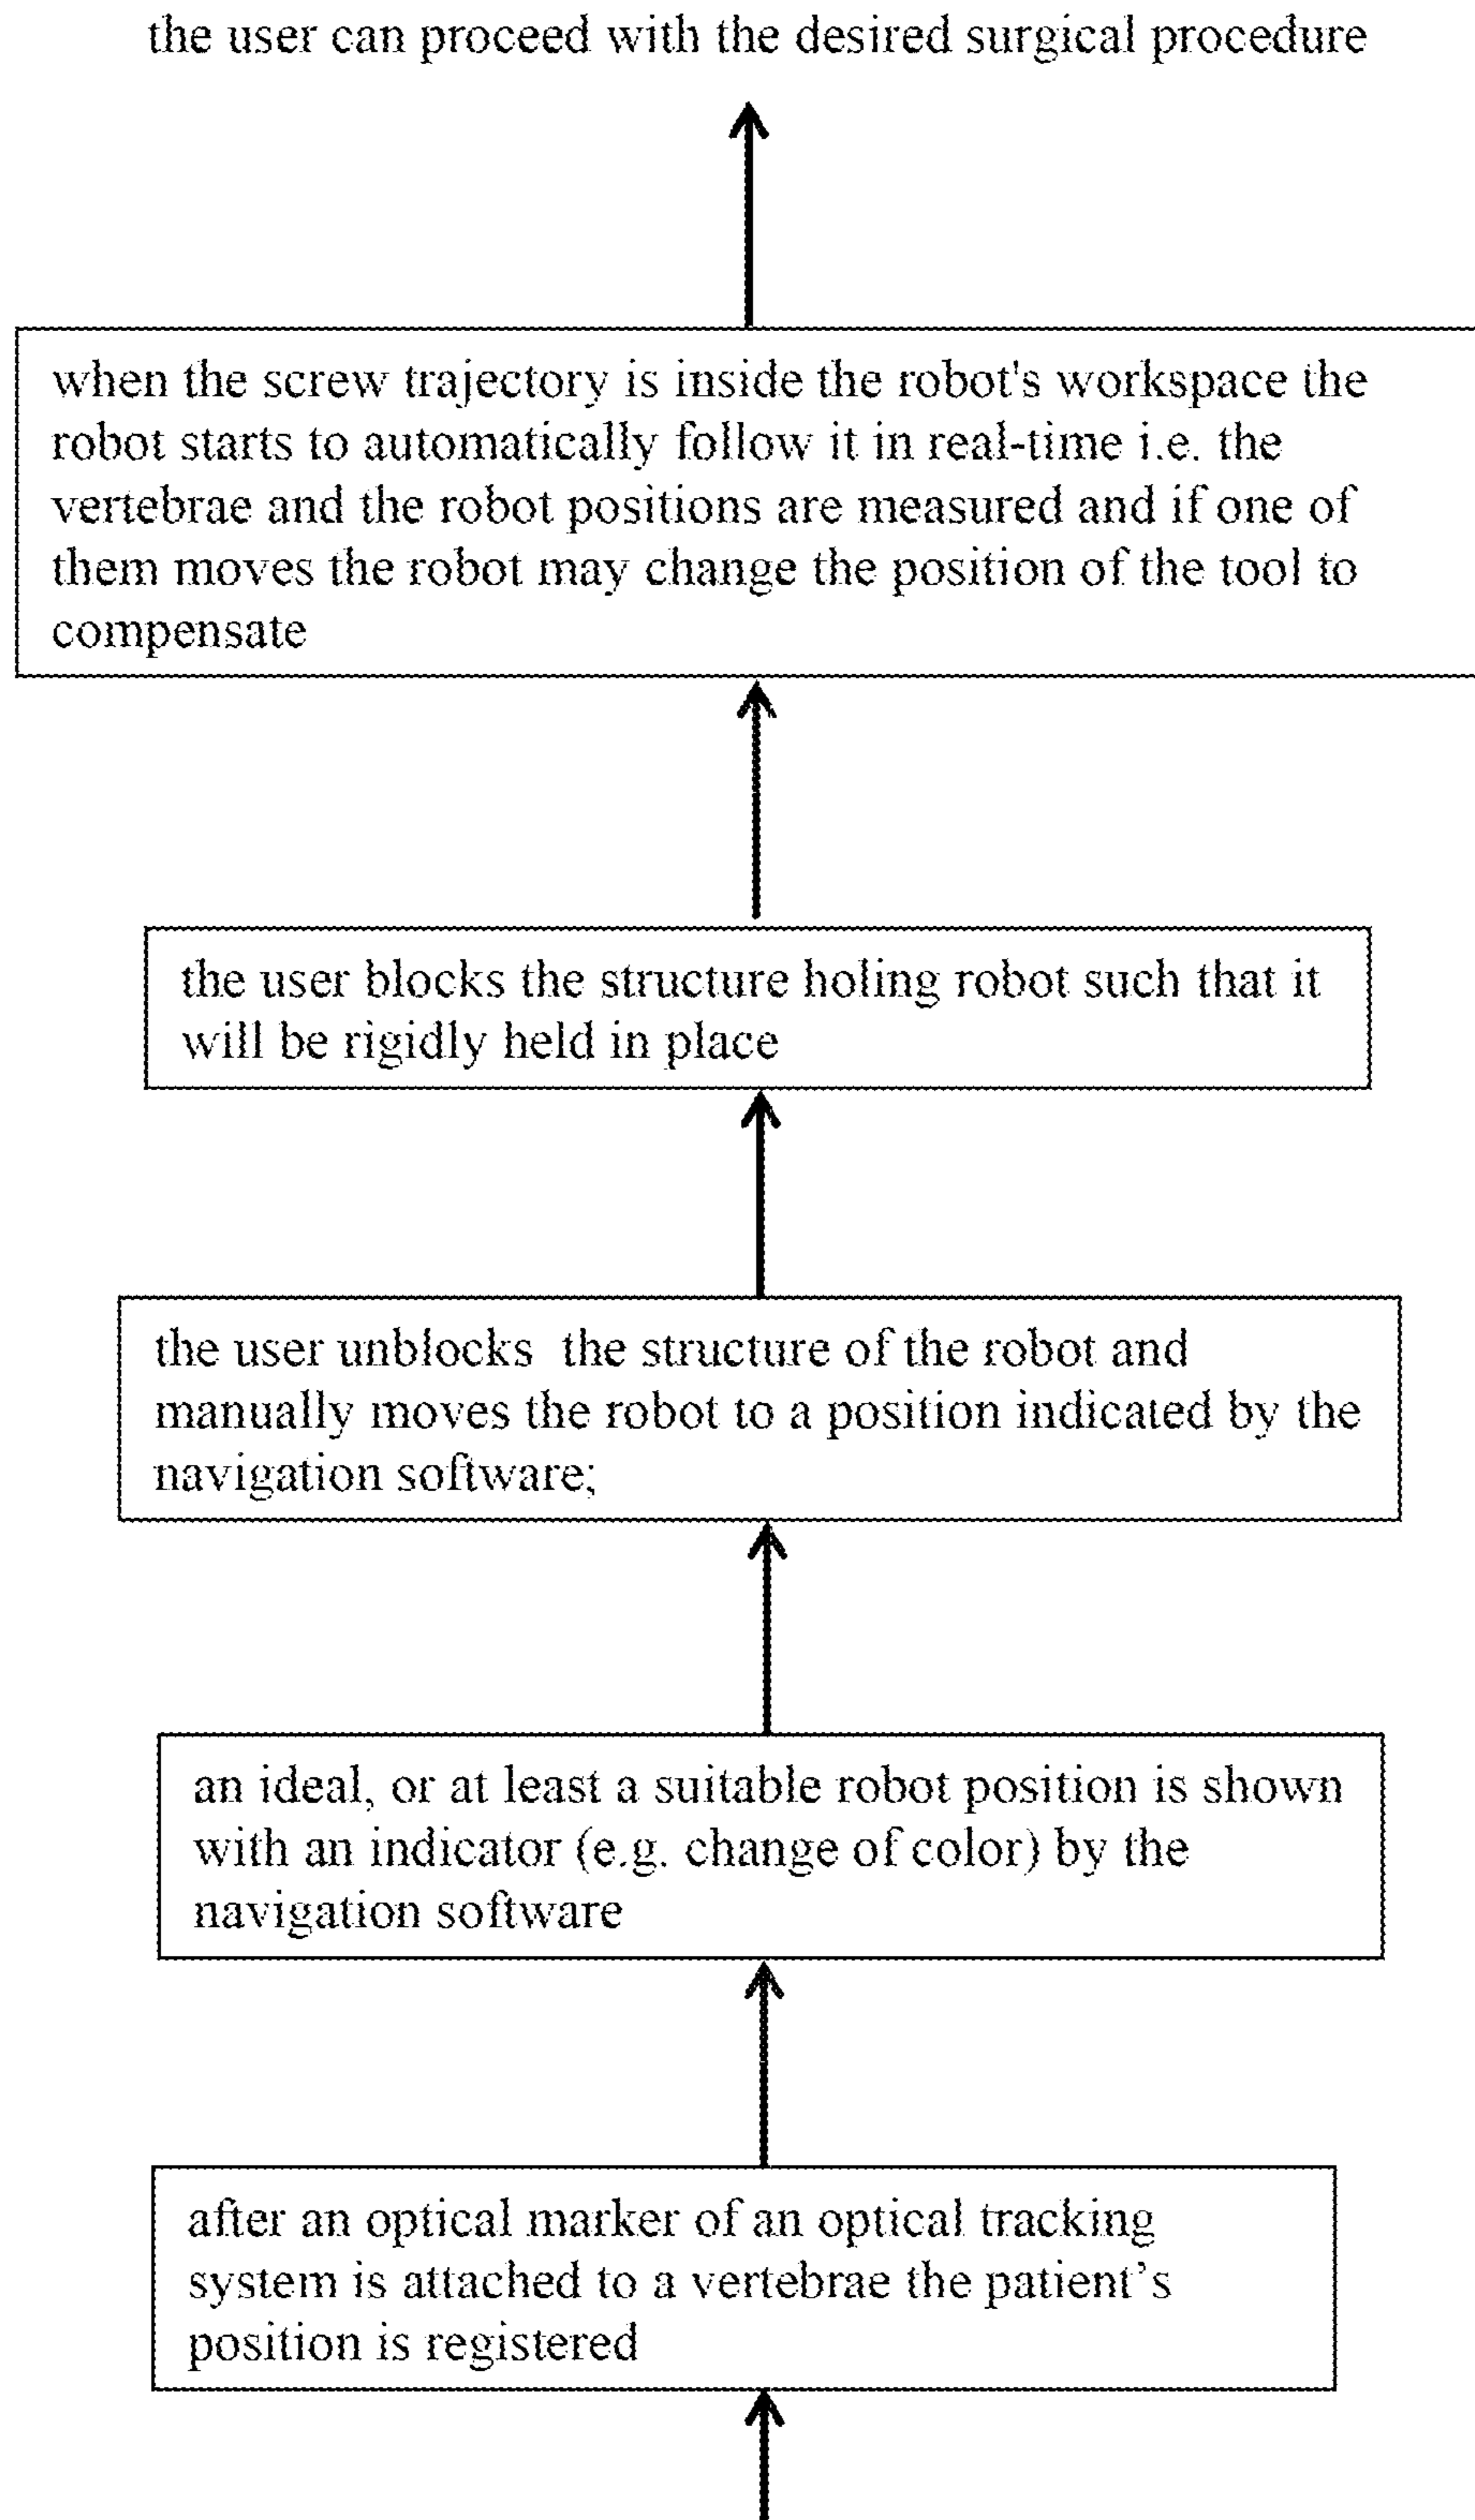 the user can proceed with the desired surgical procedure
when the screw trajectory is inside the robot's workspace the
robot starts to automatically follow it in real-time i.e. the
vertebrae and the robot positions are measured and if one of
them moves the robot may change the position of the tool to
compensate
the user blocks the structure holing robot such that it
will be rigidly held in place
the user unblocks  the structure of the robot and
manually moves the robot to a position indicated by the
navigation software;
an ideal, or at least a suitable robot position is shown
with an indicator (e.g. change of color) by the
navigation software
after an optical marker of an optical tracking
system is attached to a vertebrae the patient’s
position is registered